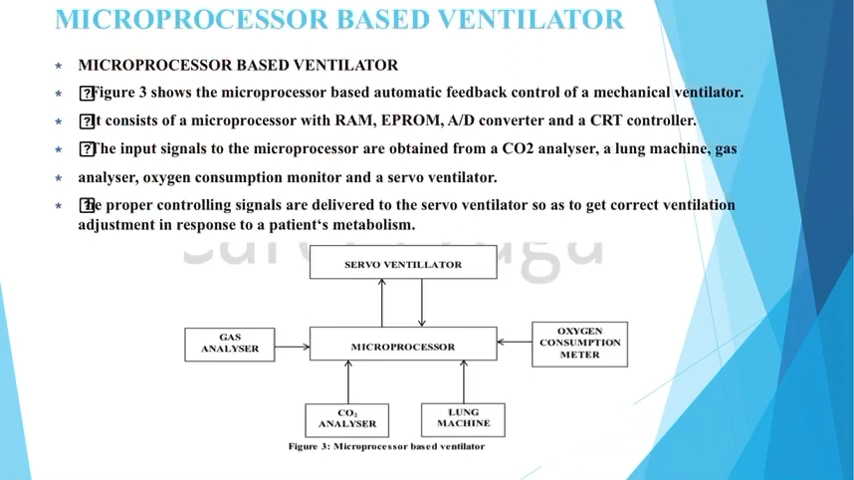 MICROPROCESSOR BASED VENTILATOR
* MICROPROCESSOR BASED VENTILATOR
* Figure 3 shows the microprocessor based automatic feedback control of a mechanical ventilator.
* It consists of a microprocessor with RAM, EPROM, A/D converter and a CRT controller.
* The input signals to the microprocessor are obtained from a CO2 analyser, a lung machine, gas
* analyser, oxygen consumption monitor and a servo ventilator.
* he proper controlling signals are delivered to the servo ventilator so as to get correct ventilation
adjustment in response to a patient‘s metabolism.
SERVO VENTILLATOR
GAS
ANALYSER
MICROPROCESSOR
OXYGEN
CONSUMPTION
METER
CO₂
ANALYSER
LUNG
MACHINE
Figure 3: Microprocessor based ventilator